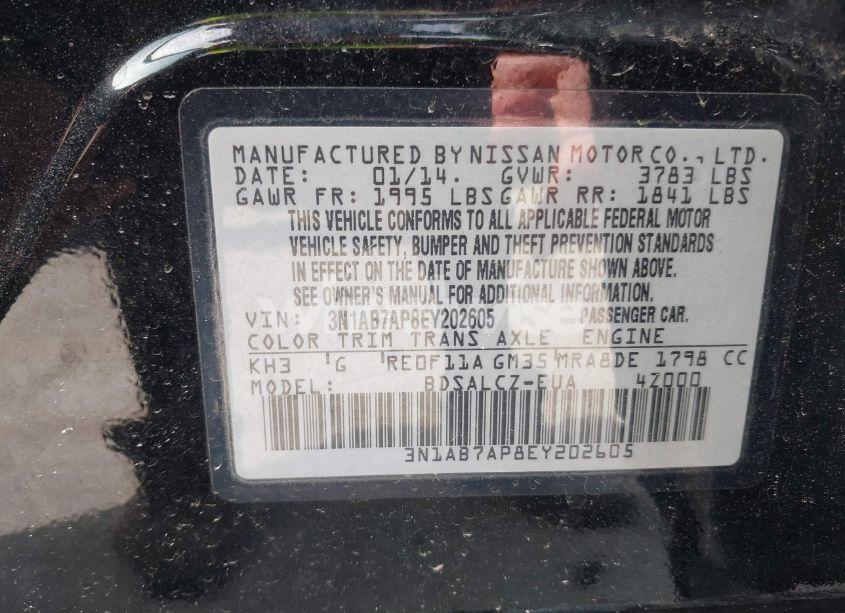 MANUFACTURED BY NISSAN MOTOR CO., LTD.
DATE: 01/14. GVWR: 3783 LBS
GAWR FR: 1995 LBS GAWR RR: 1841 LBS
THIS VEHICLE CONFORMS TO ALL APPLICABLE FEDERAL MOTOR
VEHICLE SAFETY, BUMPER AND THEFT PREVENTION STANDARDS
IN EFFECT ON THE DATE OF MANUFACTURE SHOWN ABOVE.
SEE OWNER'S MANUAL FOR ADDITIONAL INFORMATION.
VIN: 3N1AB7AP8EY202605 PASSENGER CAR.
COLOR TRIM TRANS AXLE ENGINE
KH3 G RE0F11A GM35 MRA8DE 1798 CC
MODEL: BDSALCZ-EUA 4Z000
3N1AB7AP8EY202605